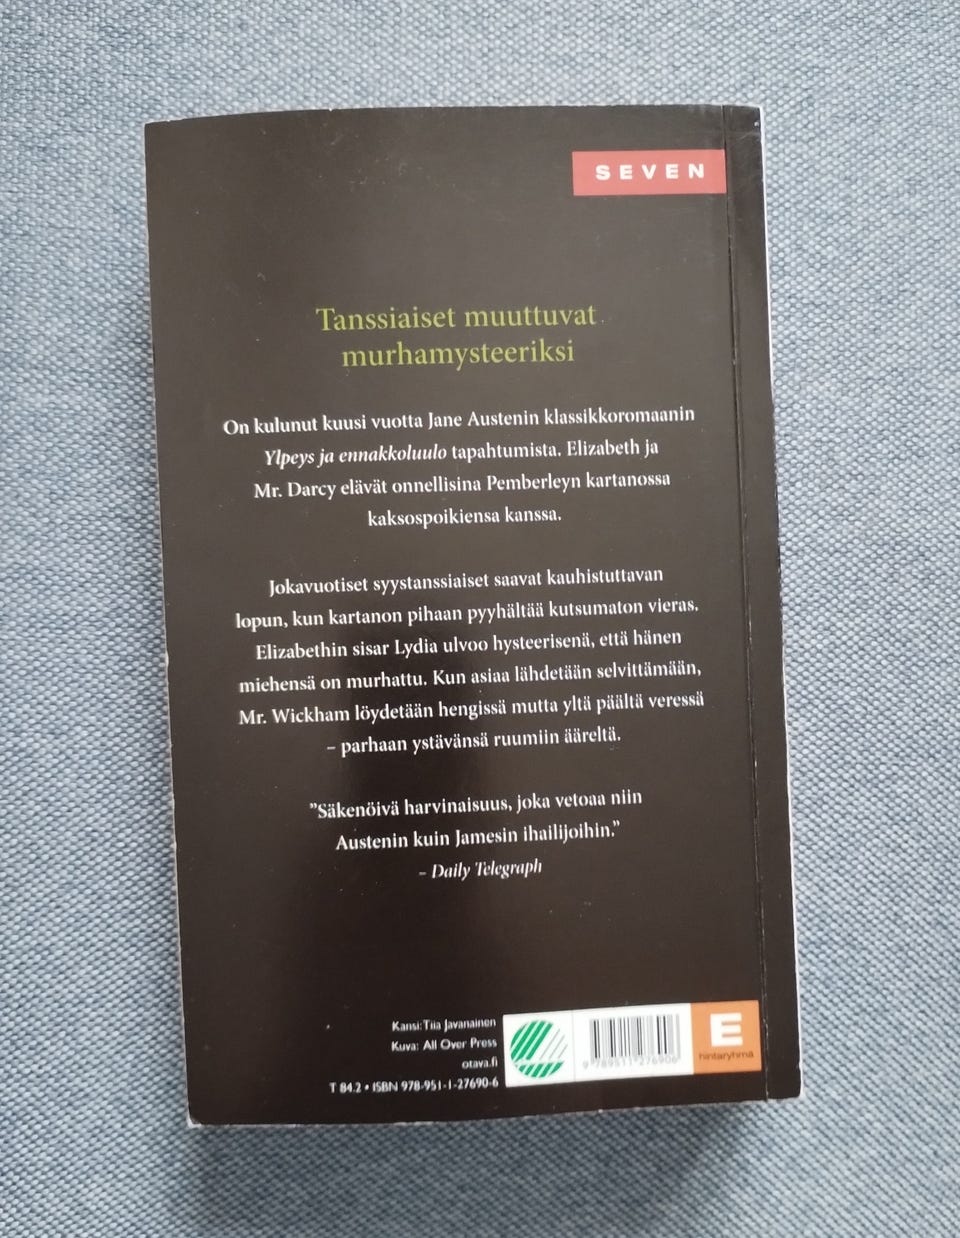 SEVEN
Tanssiaiset muuttuvat
murhamysteeriksi
On kulunut kuusi vuotta Jane Austenin klassikkoromaanin
Ylpeys ja ennakkoluulo tapahtumista. Elizabeth ja
Mr. Darcy elävät onnellisina Pemberleyn kartanossa
kaksospoikiensa kanssa.
Jokavuotiset syystanssiaiset saavat kauhistuttavan
lopun, kun kartanon pihaan pyyhältää kutsumaton vieras.
Elizabethin sisar Lydia ulvoo hysteerisenä, että hänen
miehensä on murhattu. Kun asiaa lähdetään selvittämään,
Mr. Wickham löydetään hengissä mutta yltä päältä veressä
– parhaan ystävänsä ruumiin ääreltä.
”Säkenöivä harvinaisuus, joka vetoaa niin
Austenin kuin Jamesin ihailijoihin.”
– Daily Telegraph
Kansi: Tiia Javanainen
Kuva: All Over Press
otava.fi
T 84.2 • ISBN 978-951-1-27690-6
9 789511 276906
E
hintaryhmä